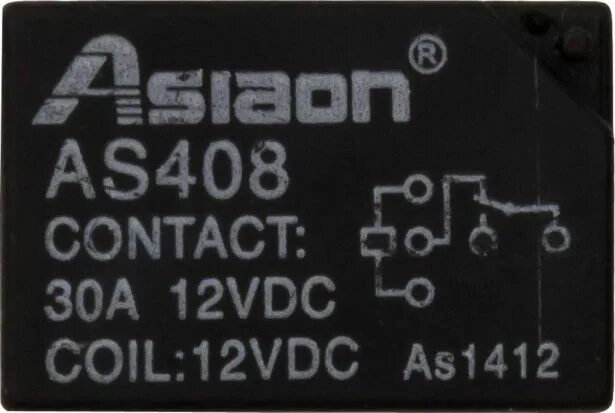 Asiaon®
AS408
CONTACT:
30A 12VDC
COIL:12VDC
As1412